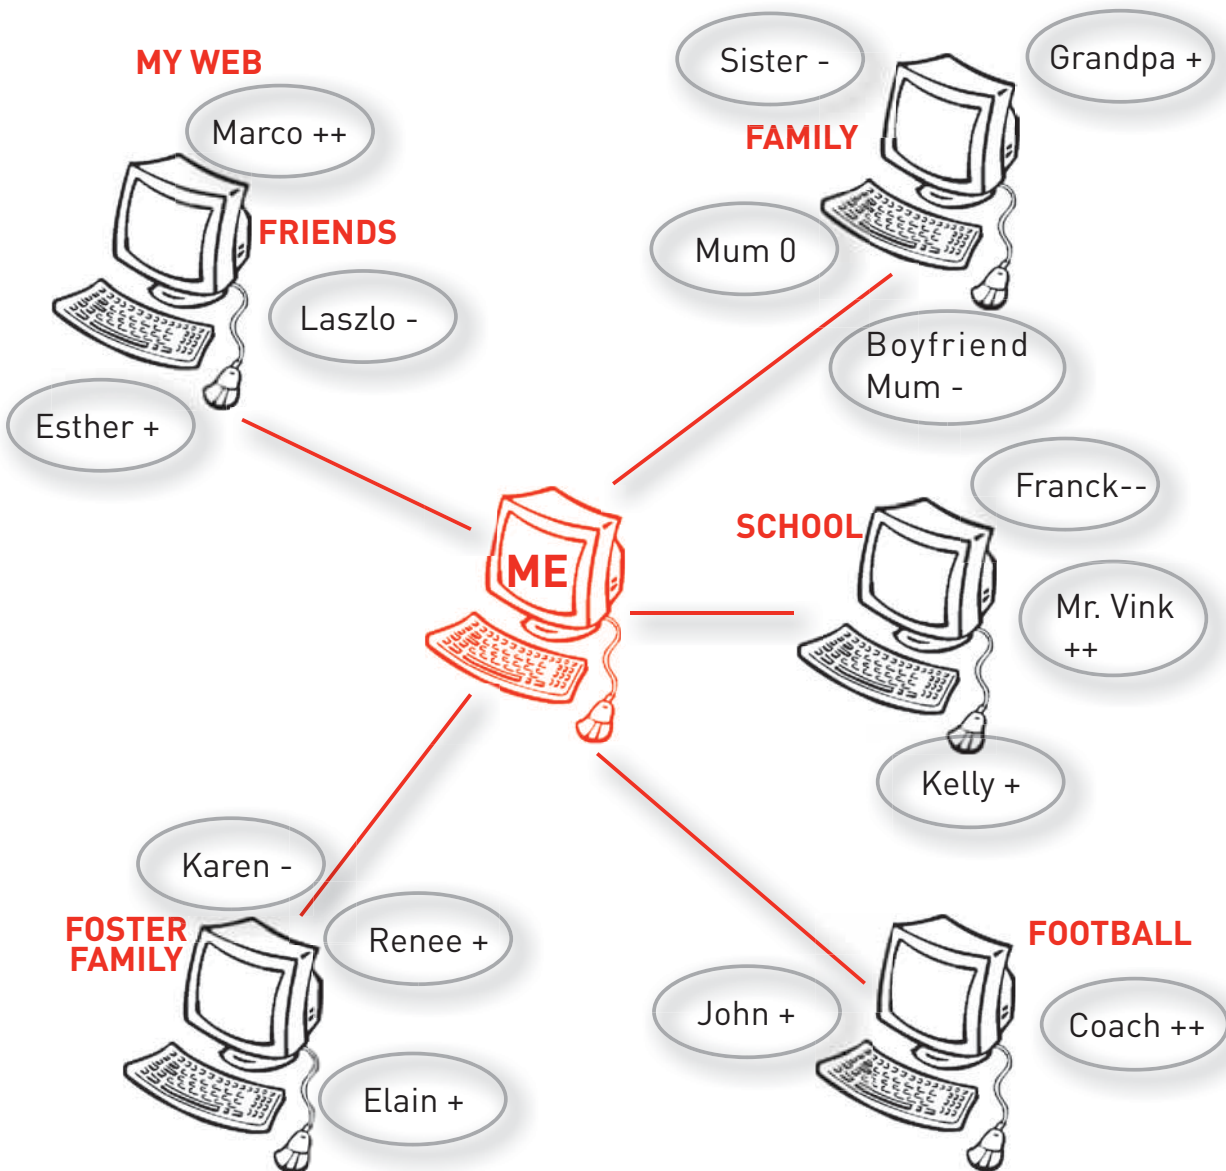 MY WEB
Marco ++
FRIENDS
Laszlo -
Esther +
Sister -
Grandpa +
FAMILY
Mum 0
Boyfriend
Mum -
ME
SCHOOL
Franck--
Mr. Vink
++
Kelly +
Karen -
FOSTER
FAMILY
Renee +
Elain +
FOOTBALL
John +
Coach ++